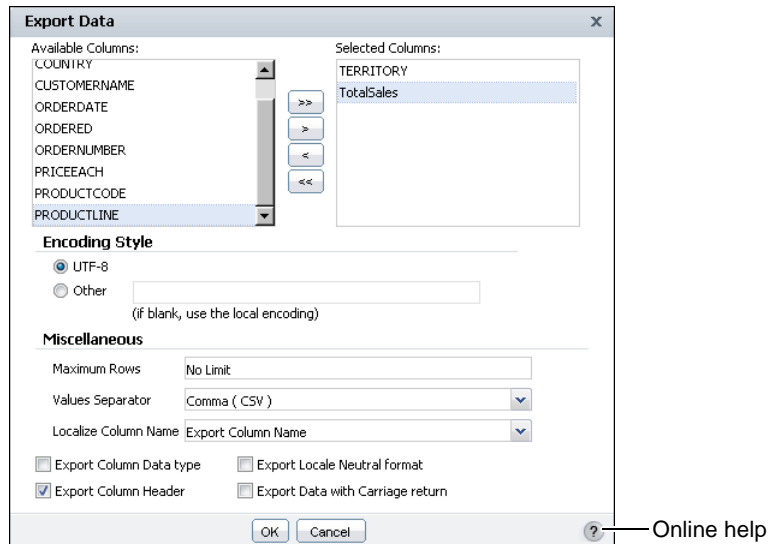 Export Data x
Available Columns:
COUNTRY
CUSTOMERNAME
ORDERDATE
ORDERED
ORDERNUMBER
PRICEEACH
PRODUCTCODE
PRODUCTLINE
>>
>
<
<<
Selected Columns:
TERRITORY
TotalSales
Encoding Style
UTF-8
Other
(if blank, use the local encoding)
Miscellaneous
Maximum Rows No Limit
Values Separator Comma ( CSV )
Localize Column Name Export Column Name
Export Column Data type Export Locale Neutral format
Export Column Header Export Data with Carriage return
OK Cancel ? Online help